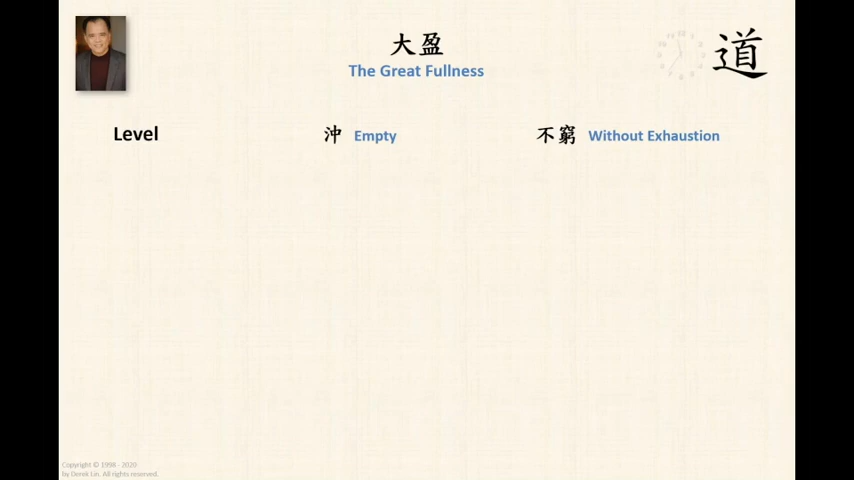 大盈
The Great Fullness
道
Level 沖 Empty 不窮 Without Exhaustion
Copyright © 1998 - 2020
by Derek Lin. All rights reserved.